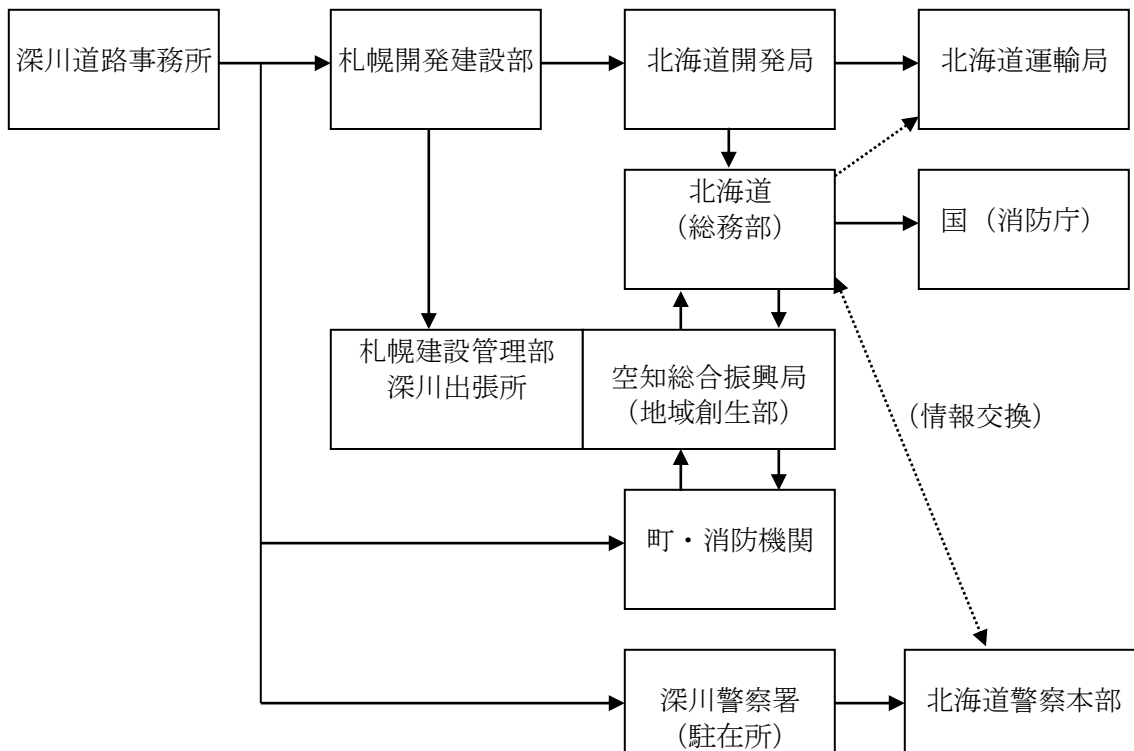 深川道路事務所
札幌開発建設部
北海道開発局
北海道運輸局
北海道
（総務部）
国（消防庁）
札幌建設管理部
深川出張所
空知総合振興局
（地域創生部）
（情報交換）
町・消防機関
深川警察署
（駐在所）
北海道警察本部